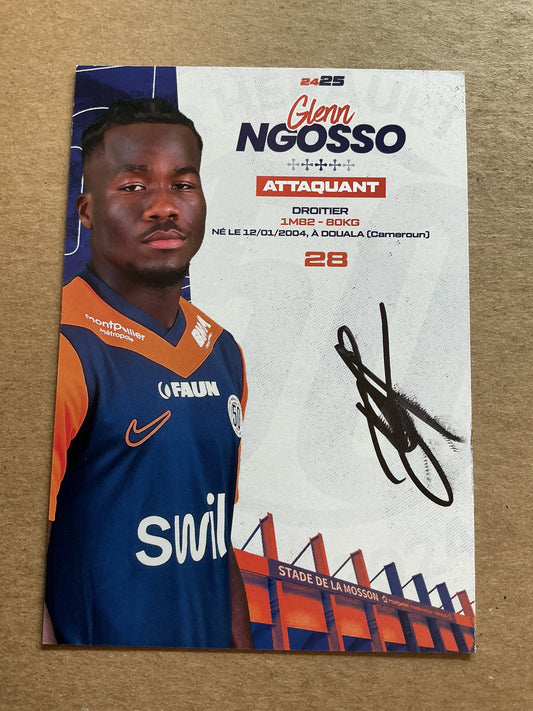 2425
Glenn
NGOSSO
ATTAQUANT
DROITIER
1M82 - 80KG
NÉ LE 12/01/2004, À DOUALA (Cameroun)
28
montpellier
Métropole
FAUN
swil
STADE DE LA MOSSON